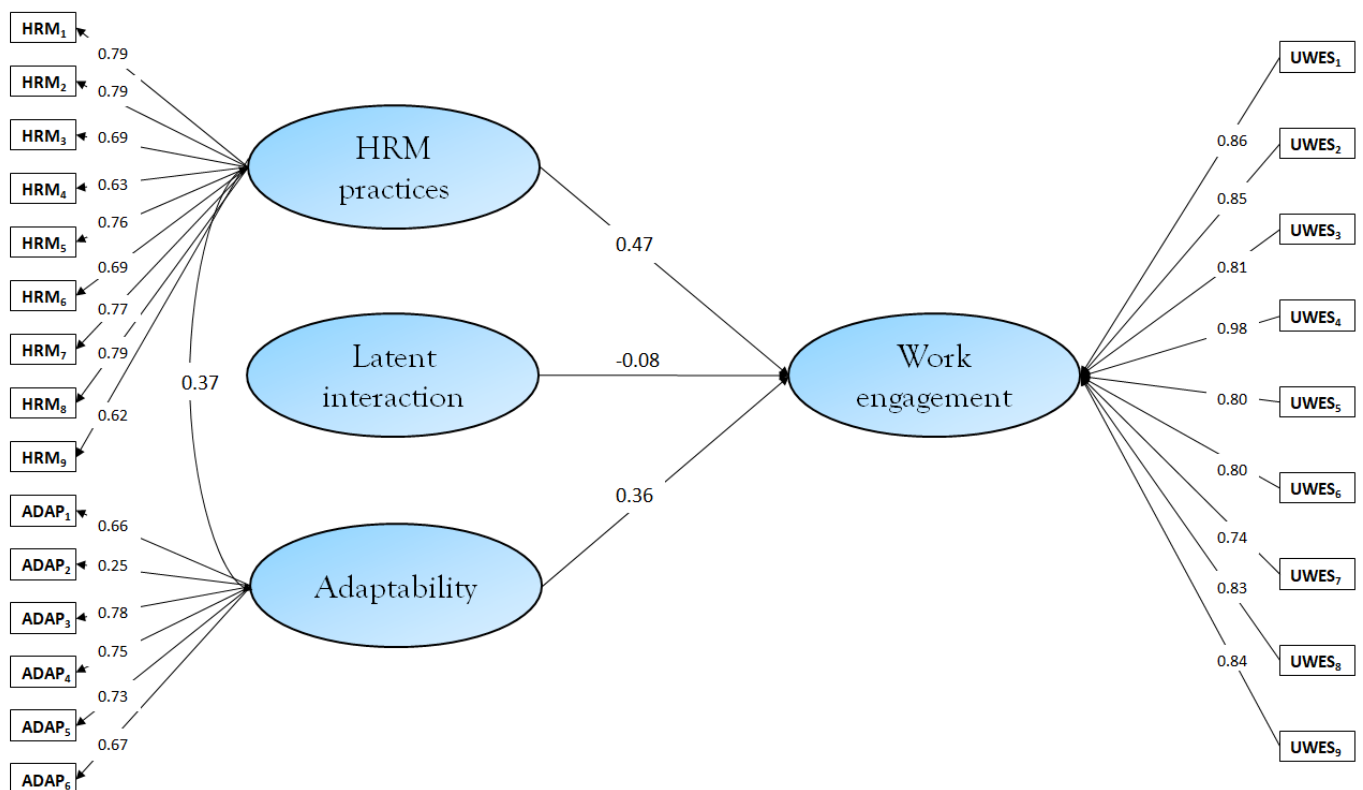 HRM₁
0.79
HRM₂
0.79
HRM₃
0.69
HRM₄
0.63
HRM₅
0.76
HRM₆
0.69
HRM₇
0.77
HRM₈
0.79
HRM₉
0.62
ADAP₁
0.66
ADAP₂
0.25
ADAP₃
0.78
ADAP₄
0.75
ADAP₅
0.73
ADAP₆
0.67
0.37
HRM
practices
Latent
interaction
Adaptability
0.47
-0.08
0.36
Work
engagement
UWES₁
0.86
UWES₂
0.85
UWES₃
0.81
UWES₄
0.98
UWES₅
0.80
UWES₆
0.80
UWES₇
0.74
UWES₈
0.83
UWES₉
0.84